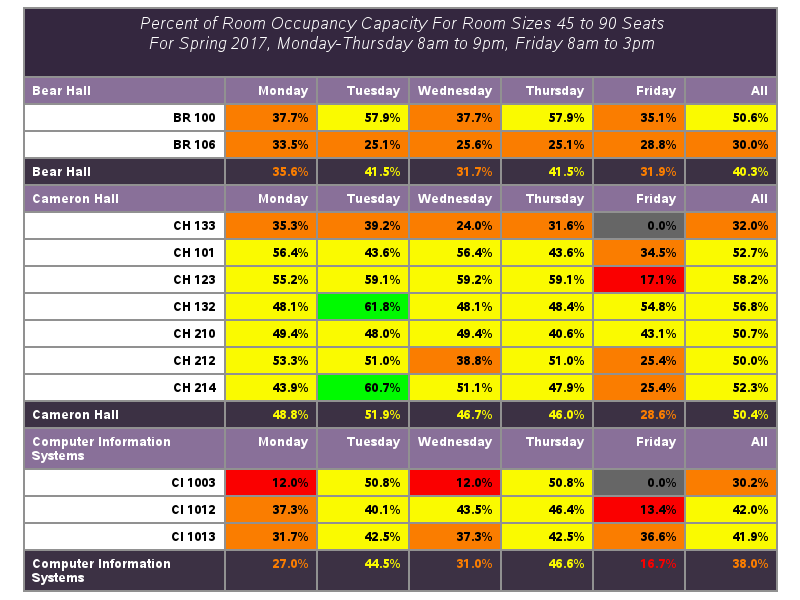 Percent of Room Occupancy Capacity For Room Sizes 45 to 90 Seats
For Spring 2017, Monday-Thursday 8am to 9pm, Friday 8am to 3pm
Bear Hall Monday Tuesday Wednesday Thursday Friday All
BR 100 37.7% 57.9% 37.7% 57.9% 35.1% 50.6%
BR 106 33.5% 25.1% 25.6% 25.1% 28.8% 30.0%
Bear Hall 35.6% 41.5% 31.7% 41.5% 31.9% 40.3%
Cameron Hall Monday Tuesday Wednesday Thursday Friday All
CH 133 35.3% 39.2% 24.0% 31.6% 0.0% 32.0%
CH 101 56.4% 43.6% 56.4% 43.6% 34.5% 52.7%
CH 123 55.2% 59.1% 59.2% 59.1% 17.1% 58.2%
CH 132 48.1% 61.8% 48.1% 48.4% 54.8% 56.8%
CH 210 49.4% 48.0% 49.4% 40.6% 43.1% 50.7%
CH 212 53.3% 51.0% 38.8% 51.0% 25.4% 50.0%
CH 214 43.9% 60.7% 51.1% 47.9% 25.4% 52.3%
Cameron Hall 48.8% 51.9% 46.7% 46.0% 28.6% 50.4%
Computer Information Monday Tuesday Wednesday Thursday Friday All
Systems
CI 1003 12.0% 50.8% 12.0% 50.8% 0.0% 30.2%
CI 1012 37.3% 40.1% 43.5% 46.4% 13.4% 42.0%
CI 1013 31.7% 42.5% 37.3% 42.5% 36.6% 41.9%
Computer Information 27.0% 44.5% 31.0% 46.6% 16.7% 38.0%
Systems